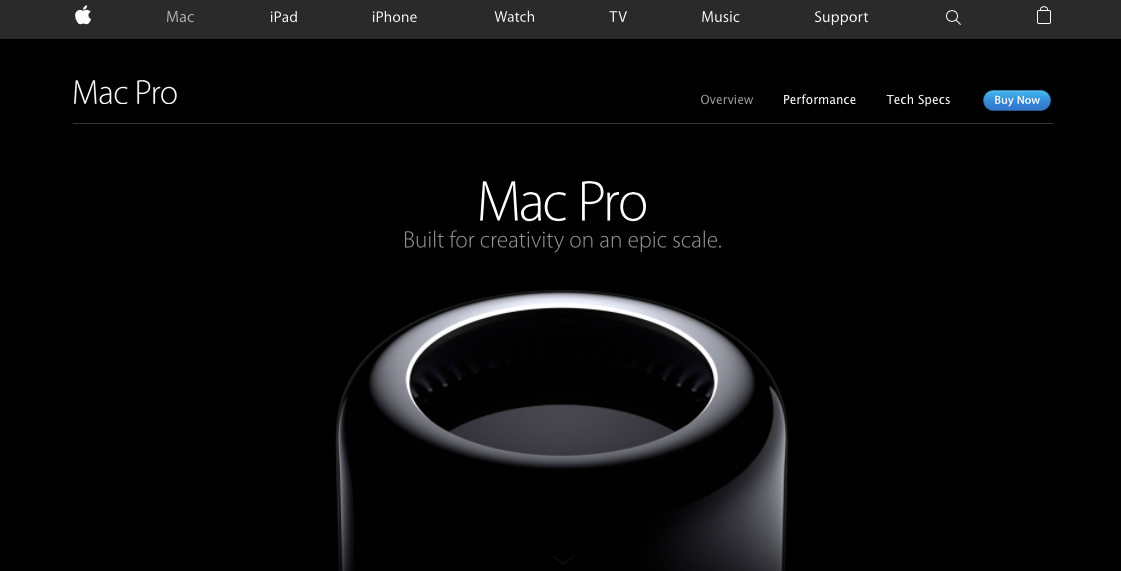 Mac iPad iPhone Watch TV Music Support
Mac Pro
Overview Performance Tech Specs Buy Now
Mac Pro
Built for creativity on an epic scale.